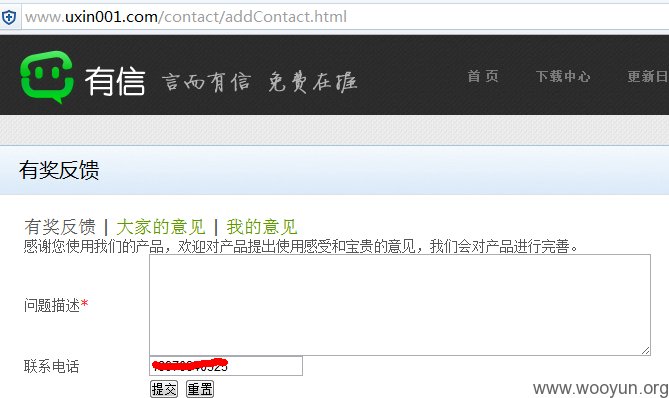 www.uxin001.com/contact/addContact.html
有信 言而有信 免费在握
首页 下载中心 更新日
有奖反馈
有奖反馈 | 大家的意见 | 我的意见
感谢您使用我们的产品，欢迎对产品提出使用感受和宝贵的意见，我们会对产品进行完善。
问题描述*
联系电话
提交 重置
www.wooyun.org